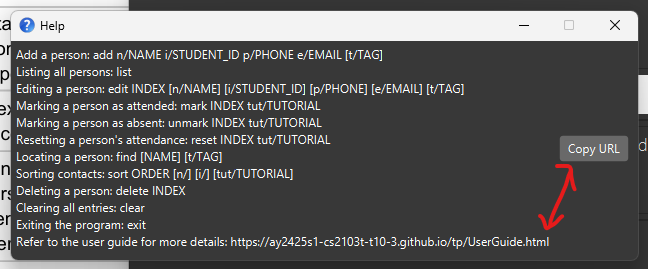 Help
Add a person: add n/NAME i/STUDENT_ID p/PHONE e/EMAIL [t/TAG]
Listing all persons: list
Editing a person: edit INDEX [n/NAME] [i/STUDENT_ID] [p/PHONE] [e/EMAIL] [t/TAG]
Marking a person as attended: mark INDEX tut/TUTORIAL
Marking a person as absent: unmark INDEX tut/TUTORIAL
Resetting a person's attendance: reset INDEX tut/TUTORIAL
Locating a person: find [NAME] [t/TAG]
Copy URL
Sorting contacts: sort ORDER [n/] [i/] [tut/TUTORIAL]
Deleting a person: delete INDEX
Clearing all entries: clear
Exiting the program: exit
Refer to the user guide for more details: https://ay2425s1-cs2103t-t10-3.github.io/tp/UserGuide.html